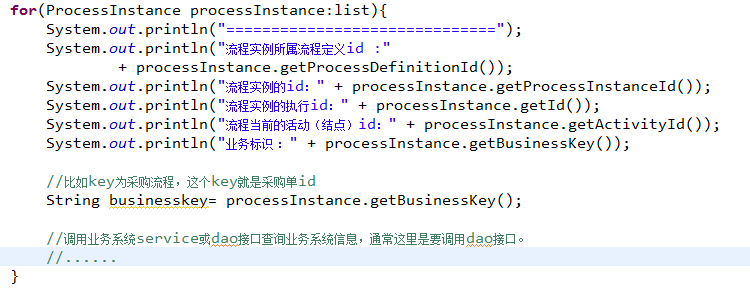 for(ProcessInstance processInstance:list){
System.out.println("==============================");
System.out.println("流程实例所属流程定义id :"
+ processInstance.getProcessDefinitionId());
System.out.println("流程实例的id：" + processInstance.getProcessInstanceId());
System.out.println("流程实例的执行id：" + processInstance.getId());
System.out.println("流程当前的活动（结点）id：" + processInstance.getActivityId());
System.out.println("业务标识：" + processInstance.getBusinessKey());
//比如key为采购流程，这个key就是采购单id
String businesskey= processInstance.getBusinessKey();
//调用业务系统service或dao接口查询业务系统信息，通常这里是要调用dao接口。
//......
}